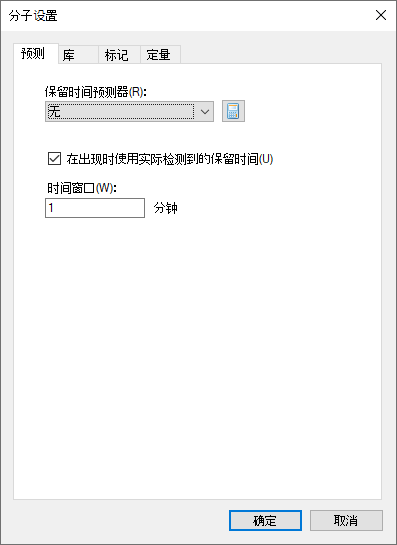 分子设置
预测 库 标记 定量
保留时间预测器(R):
无
在出现时使用实际检测到的保留时间(U)
时间窗口(W):
1 分钟
确定 取消